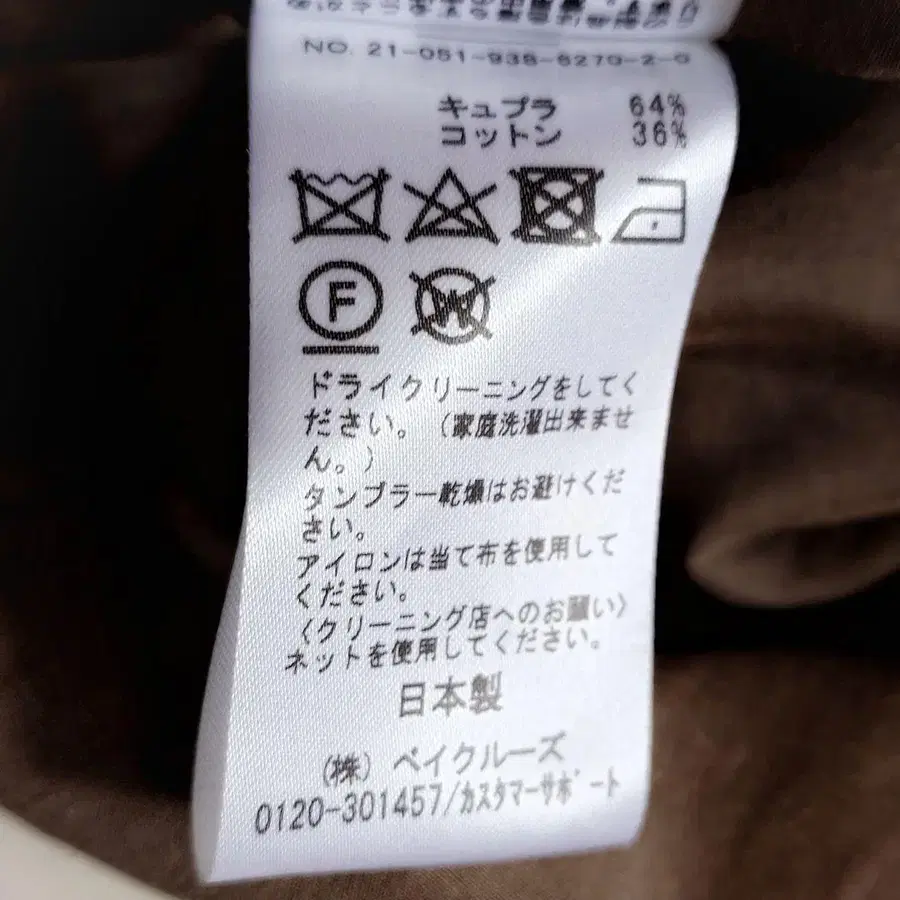 NO. 21-051-938-6270-2-0
キュプラ 64%
コットン 36%
F
W
ドライクリーニングをしてく
ださい。(家庭洗濯出来ませ
ん。)
タンブラー乾燥はお避けくだ
さい。
アイロンは当て布を使用して
ください。
〈クリーニング店へのお願い〉
ネットを使用してください。
日本製
(株) ベイクルーズ
0120-301457/カスタマーサポート